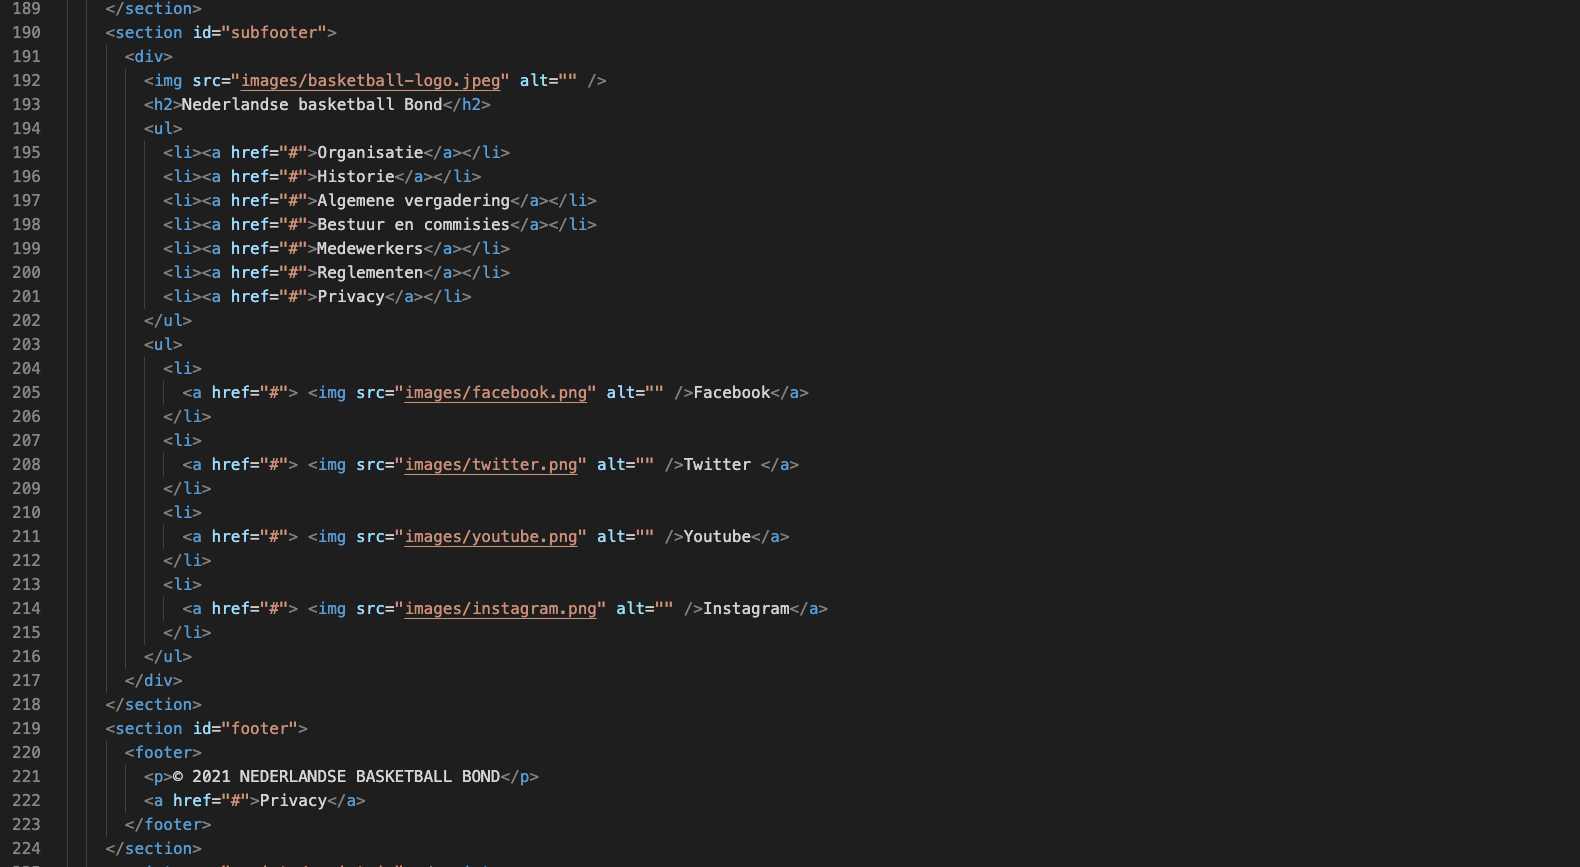 189 </section>
190 <section id="subfooter">
191 <div>
192 <img src="images/basketball-logo.jpeg" alt="" />
193 <h2>Nederlandse basketball Bond</h2>
194 <ul>
195 <li><a href="#">Organisatie</a></li>
196 <li><a href="#">Historie</a></li>
197 <li><a href="#">Algemene vergadering</a></li>
198 <li><a href="#">Bestuur en commisies</a></li>
199 <li><a href="#">Medewerkers</a></li>
200 <li><a href="#">Reglementen</a></li>
201 <li><a href="#">Privacy</a></li>
202 </ul>
203 <ul>
204 <li>
205 <a href="#"> <img src="images/facebook.png" alt="" />Facebook</a>
206 </li>
207 <li>
208 <a href="#"> <img src="images/twitter.png" alt="" />Twitter </a>
209 </li>
210 <li>
211 <a href="#"> <img src="images/youtube.png" alt="" />Youtube</a>
212 </li>
213 <li>
214 <a href="#"> <img src="images/instagram.png" alt="" />Instagram</a>
215 </li>
216 </ul>
217 </div>
218 </section>
219 <section id="footer">
220 <footer>
221 <p>© 2021 NEDERLANDSE BASKETBALL BOND</p>
222 <a href="#">Privacy</a>
223 </footer>
224 </section>